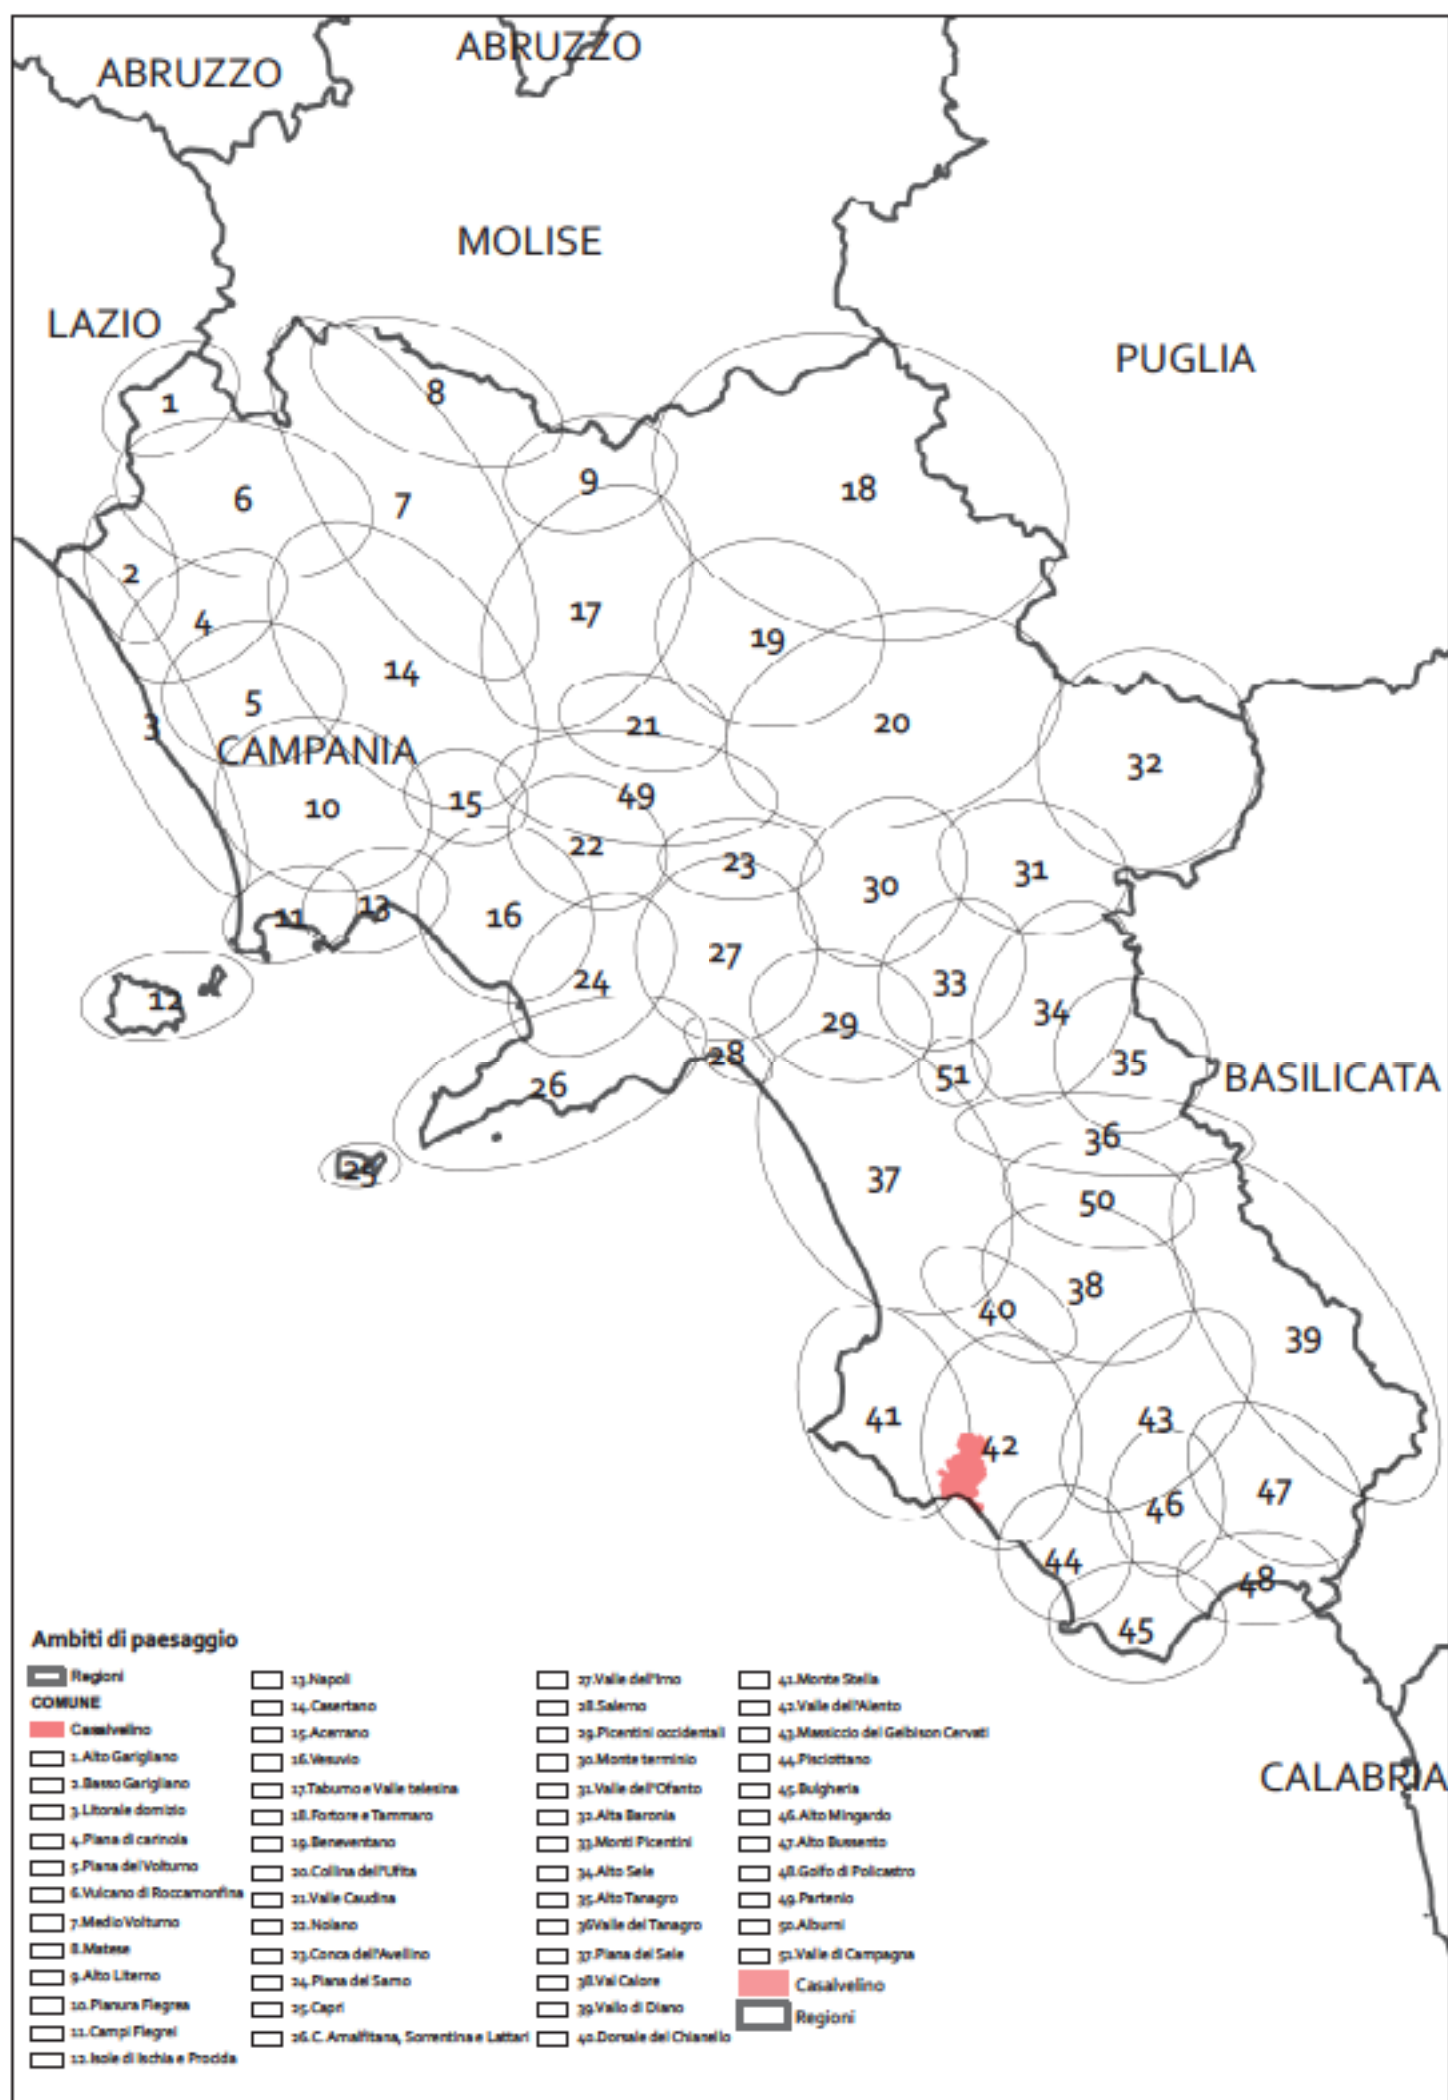 ABRUZZO
ABRUZZO
MOLISE
LAZIO
PUGLIA
8
1
9
18
6
7
2
17
4
19
14
5
3
21
20
CAMPANIA
32
49
15
10
22
23
31
30
13
11
16
27
24
33
12
34
29
28
35
51
BASILICATA
26
36
25
37
50
38
40
39
41
43
42
47
46
44
48
45
CALABRIA
Ambiti di paesaggio
Regioni
COMUNE
Casalvelino
1.Alto Garigliano
2.Basso Garigliano
3.Litorale domizio
4.Piana di carinola
5.Piana del Volturno
6.Vulcano di Roccamonfina
7.Medio Volturno
8.Matese
9.Alto Literno
10.Pianura Flegrea
11.Campi Flegrei
12.Isole di Ischia e Procida
13.Napoli
14.Casertano
15.Acerrano
16.Vesuvio
17.Taburno e Valle telesina
18.Fortore e Tammaro
19.Beneventano
20.Collina dell'Ufita
21.Valle Caudina
22.Nolano
23.Conca dell'Avellino
24.Piana del Sarno
25.Capri
26.C. Amalfitana, Sorrentina e Lattari
27.Valle dell'Irno
28.Salerno
29.Picentini occidentali
30.Monte terminio
31.Valle dell'Ofanto
32.Alta Baronia
33.Monti Picentini
34.Alto Sele
35.Alto Tanagro
36Valle del Tanagro
37.Piana del Sele
38.Val Calore
39.Vallo di Diano
40.Dorsale del Chianello
41.Monte Stella
42.Valle dell'Alento
43.Massiccio del Gelbison Cervati
44.Pisciottano
45.Bulgheria
46.Alto Mingardo
47.Alto Bussento
48.Golfo di Policastro
49.Partenio
50.Alburni
51.Valle di Campagna
Casalvelino
Regioni